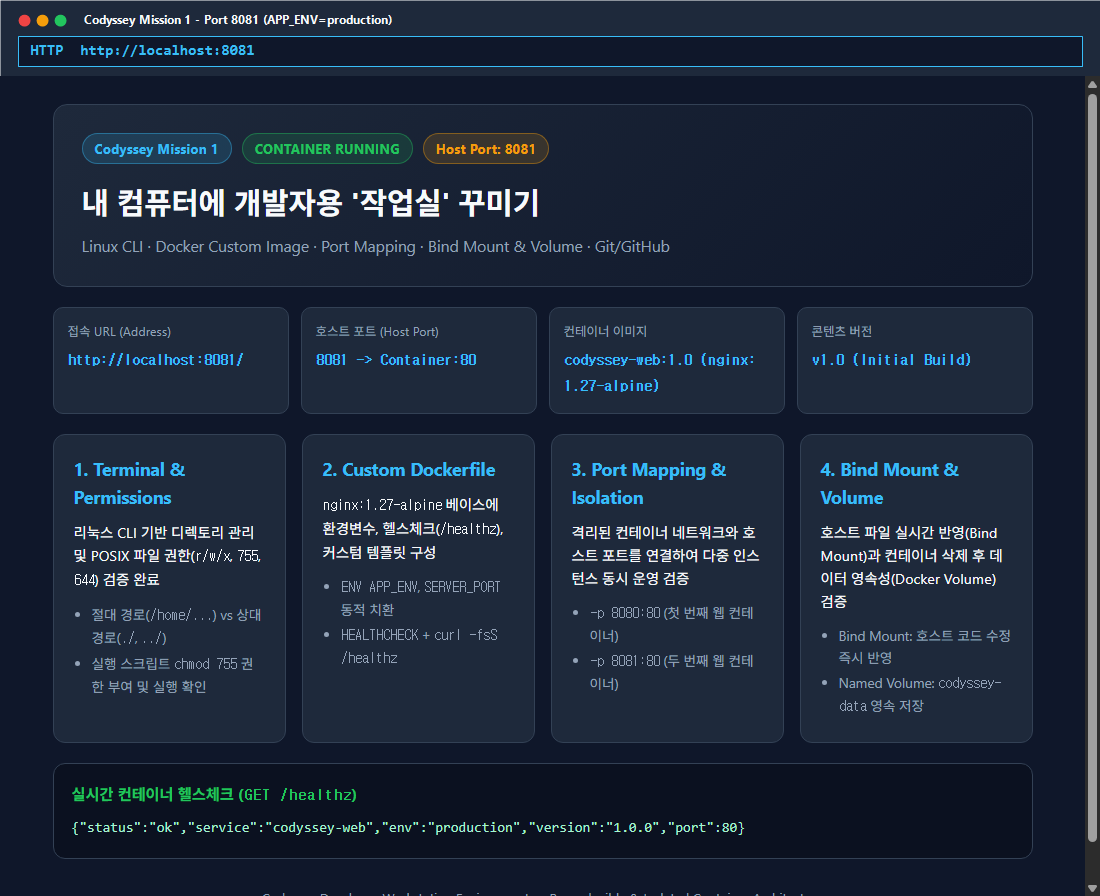 Codyssey Mission 1 - Port 8081 (APP_ENV=production)
HTTP http://localhost:8081
Codyssey Mission 1
CONTAINER RUNNING
Host Port: 8081
내 컴퓨터에 개발자용 '작업실' 꾸미기
Linux CLI · Docker Custom Image · Port Mapping · Bind Mount & Volume · Git/GitHub
접속 URL (Address)
http://localhost:8081/
호스트 포트 (Host Port)
8081 -> Container:80
컨테이너 이미지
codyssey-web:1.0 (nginx:
1.27-alpine)
콘텐츠 버전
v1.0 (Initial Build)
1. Terminal &
Permissions
리눅스 CLI 기반 디렉토리 관리
및 POSIX 파일 권한(r/w/x, 755,
644) 검증 완료
• 절대 경로(/home/...) vs 상대
경로(./, ../)
• 실행 스크립트 chmod 755 권
한 부여 및 실행 확인
2. Custom Dockerfile
nginx:1.27-alpine 베이스에
환경변수, 헬스체크(/healthz),
커스텀 템플릿 구성
• ENV APP_ENV, SERVER_PORT
동적 치환
• HEALTHCHECK + curl -fsS
/healthz
3. Port Mapping &
Isolation
격리된 컨테이너 네트워크와 호
스트 포트를 연결하여 다중 인스
턴스 동시 운영 검증
• -p 8080:80 (첫 번째 웹 컨테
이너)
• -p 8081:80 (두 번째 웹 컨테
이너)
4. Bind Mount &
Volume
호스트 파일 실시간 반영(Bind
Mount)과 컨테이너 삭제 후 데
이터 영속성(Docker Volume)
검증
• Bind Mount: 호스트 코드 수정
즉시 반영
• Named Volume: codyssey-
data 영속 저장
실시간 컨테이너 헬스체크 (GET /healthz)
{"status":"ok","service":"codyssey-web","env":"production","version":"1.0.0","port":80}